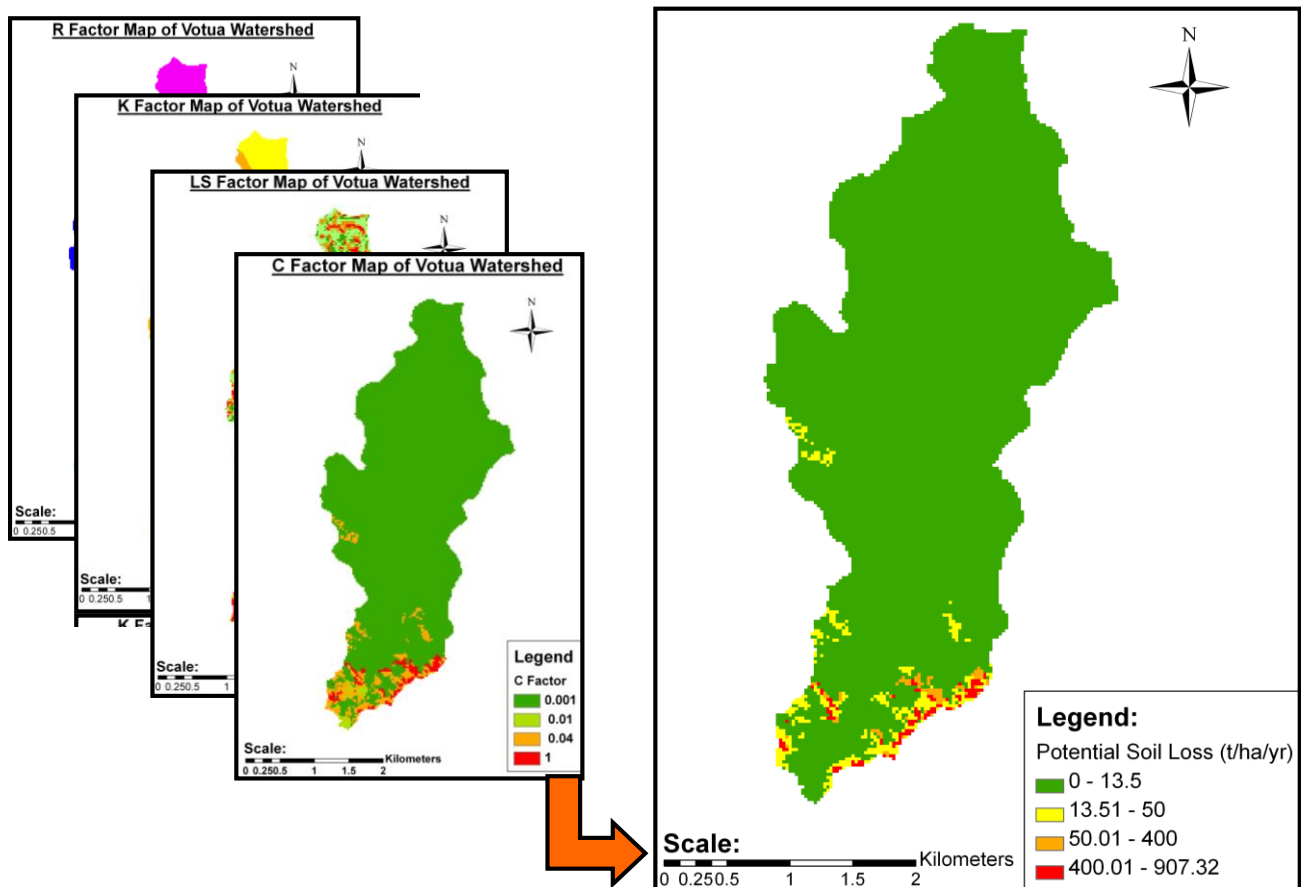 R Factor Map of Votua Watershed
N
Scale:
0 0.250.5
K Factor Map of Votua Watershed
N
Scale:
0 0.250.5
LS Factor Map of Votua Watershed
N
Scale:
0 0.250.5 1
C Factor Map of Votua Watershed
N
Legend
C Factor
0.001
0.01
0.04
1
Scale:
Kilometers
0 0.250.5 1 1.5 2
N
Legend:
Potential Soil Loss (t/ha/yr)
0 - 13.5
13.51 - 50
50.01 - 400
400.01 - 907.32
Scale:
Kilometers
0 0.250.5 1 1.5 2